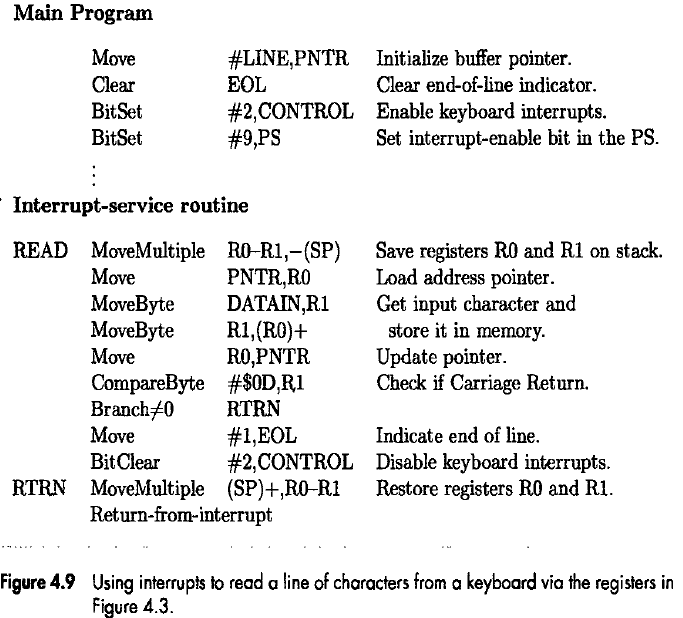 Main Program
Move #LINE,PNTR Initialize buffer pointer.
Clear EOL Clear end-of-line indicator.
BitSet #2,CONTROL Enable keyboard interrupts.
BitSet #9,PS Set interrupt-enable bit in the PS.
⋮
Interrupt-service routine
READ MoveMultiple R0–R1,−(SP) Save registers R0 and R1 on stack.
Move PNTR,R0 Load address pointer.
MoveByte DATAIN,R1 Get input character and
MoveByte R1,(R0)+ store it in memory.
Move R0,PNTR Update pointer.
CompareByte #$0D,R1 Check if Carriage Return.
Branch≠0 RTRN
Move #1,EOL Indicate end of line.
BitClear #2,CONTROL Disable keyboard interrupts.
RTRN MoveMultiple (SP)+,R0–R1 Restore registers R0 and R1.
Return-from-interrupt
Figure 4.9 Using interrupts to read a line of characters from a keyboard via the registers in
Figure 4.3.